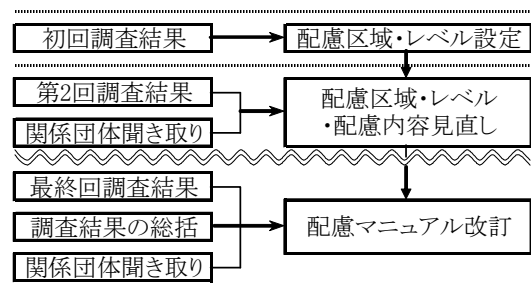 初回調査結果
配慮区域・レベル設定
第2回調査結果
関係団体聞き取り
配慮区域・レベル
・配慮内容見直し
最終回調査結果
調査結果の総括
関係団体聞き取り
配慮マニュアル改訂